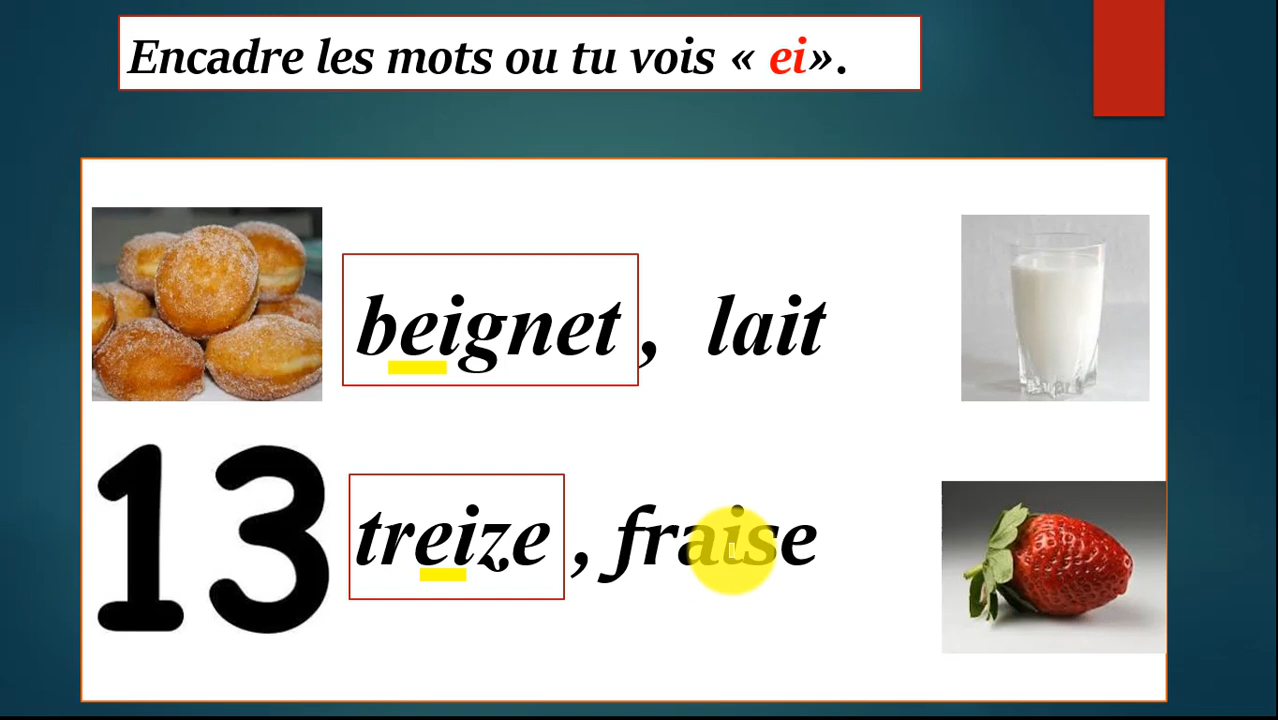 Encadre les mots ou tu vois « ei».
beignet , lait
13 treize , fraise